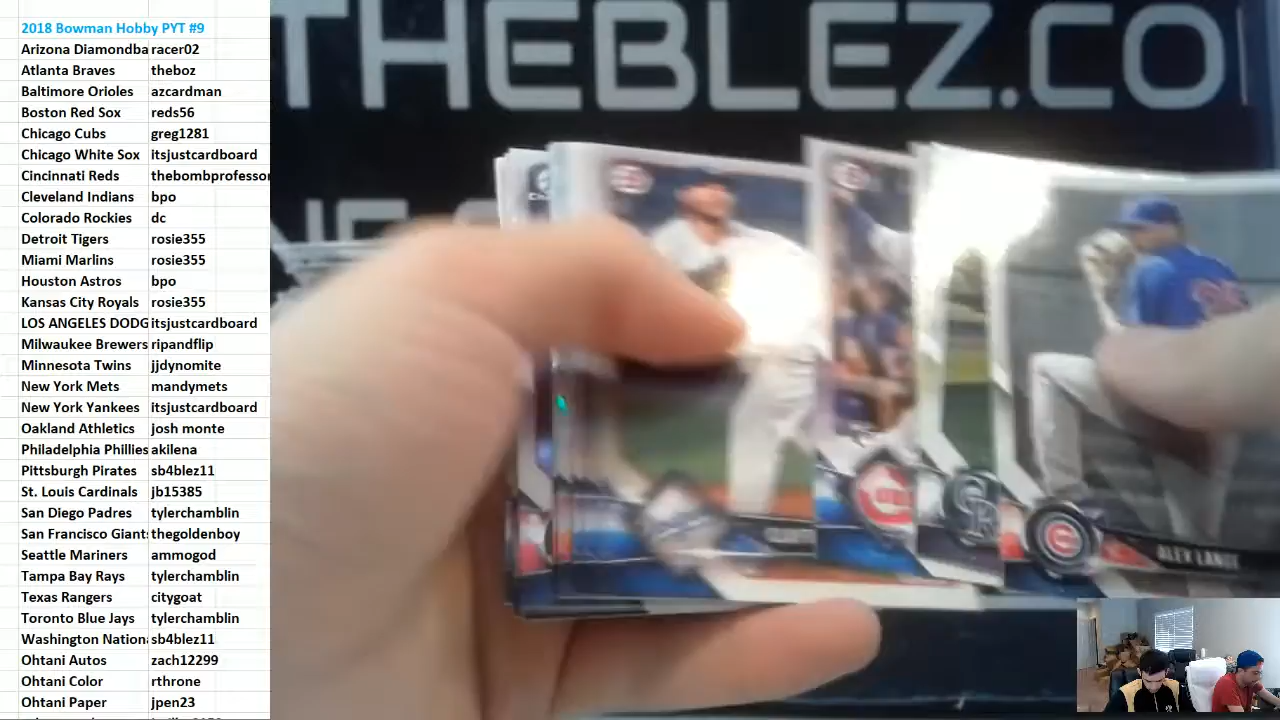 2018 Bowman Hobby PYT #9
Arizona Diamondba racer02
Atlanta Braves theboz
Baltimore Orioles azcardman
Boston Red Sox reds56
Chicago Cubs greg1281
Chicago White Sox itsjustcardboard
Cincinnati Reds thebombprofessor
Cleveland Indians bpo
Colorado Rockies dc
Detroit Tigers rosie355
Miami Marlins rosie355
Houston Astros bpo
Kansas City Royals rosie355
LOS ANGELES DODG itsjustcardboard
Milwaukee Brewers ripandflip
Minnesota Twins jjdynomite
New York Mets mandymets
New York Yankees itsjustcardboard
Oakland Athletics josh monte
Philadelphia Phillies akilena
Pittsburgh Pirates sb4blez11
St. Louis Cardinals jb15385
San Diego Padres tylerchamblin
San Francisco Giants thegoldenboy
Seattle Mariners ammogod
Tampa Bay Rays tylerchamblin
Texas Rangers citygoat
Toronto Blue Jays tylerchamblin
Washington Nation sb4blez11
Ohtani Autos zach12299
Ohtani Color rthrone
Ohtani Paper jpen23
THEBLEZ.CO
ALEX LANGE